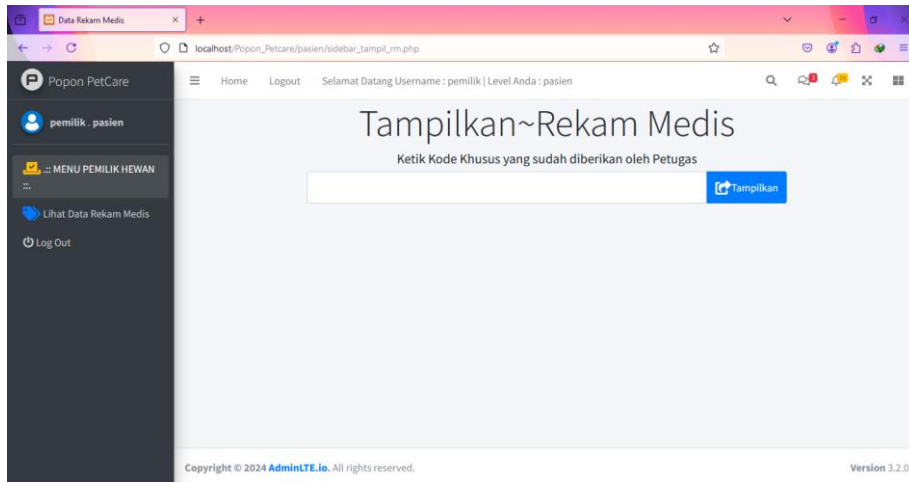 Data Rekam Medis
localhost/Popon_Petcare/pasien/sidebar_tampil_rm.php
Popon PetCare
Home Logout Selamat Datang Username : pemilik | Level Anda : pasien
pemilik . pasien
.:: MENU PEMILIK HEWAN
::.
Lihat Data Rekam Medis
Log Out
Tampilkan~Rekam Medis
Ketik Kode Khusus yang sudah diberikan oleh Petugas
Tampilkan
Copyright © 2024 AdminLTE.io. All rights reserved.
Version 3.2.0